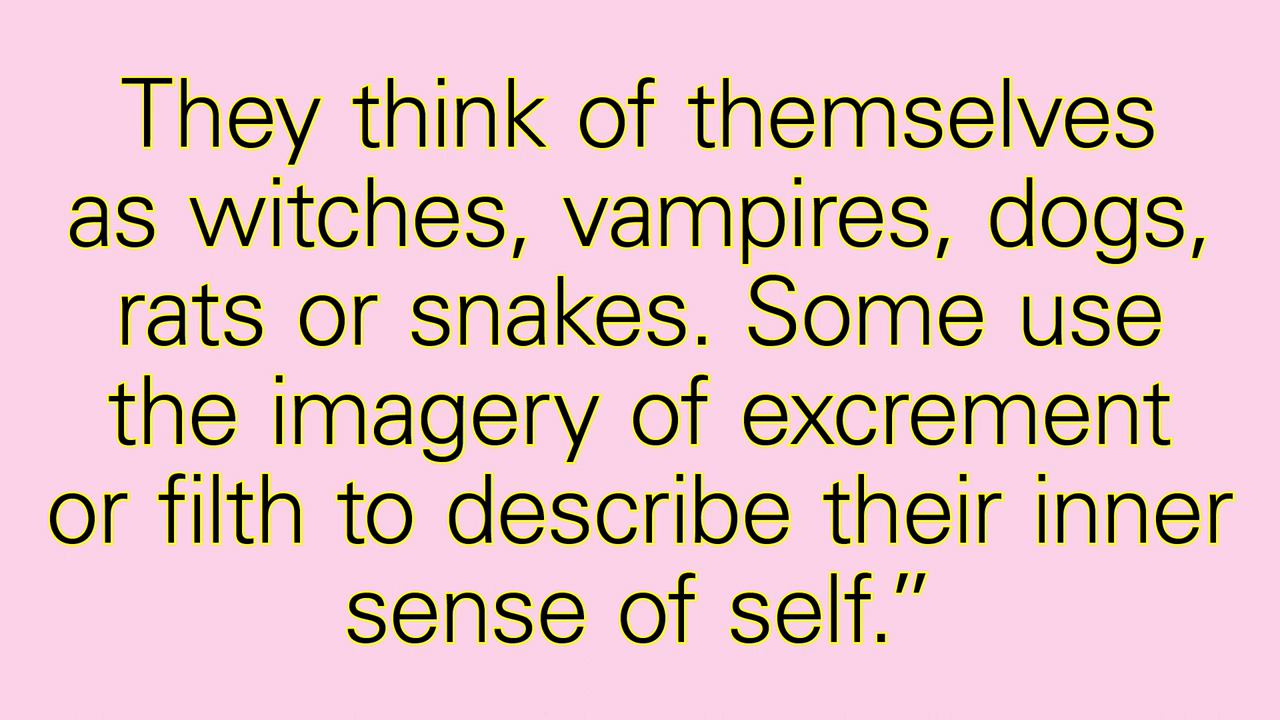 They think of themselves
as witches, vampires, dogs,
rats or snakes. Some use
the imagery of excrement
or filth to describe their inner
sense of self.”